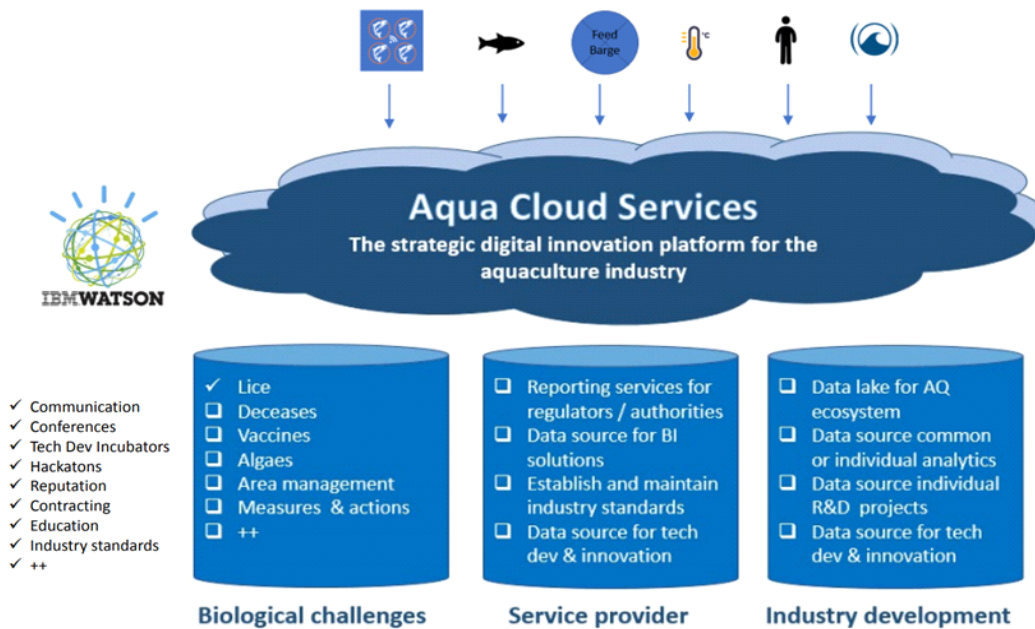 Feed
Barge
°C
Aqua Cloud Services
The strategic digital innovation platform for the
aquaculture industry
IBMWATSON
✓ Communication
✓ Conferences
✓ Tech Dev Incubators
✓ Hackatons
✓ Reputation
✓ Contracting
✓ Education
✓ Industry standards
✓ ++
✓ Lice
❑ Deceases
❑ Vaccines
❑ Algaes
❑ Area management
❑ Measures & actions
❑ ++
Biological challenges
❑ Reporting services for
regulators / authorities
❑ Data source for BI
solutions
❑ Establish and maintain
industry standards
❑ Data source for tech
dev & innovation
Service provider
❑ Data lake for AQ
ecosystem
❑ Data source common
or individual analytics
❑ Data source individual
R&D projects
❑ Data source for tech
dev & innovation
Industry development